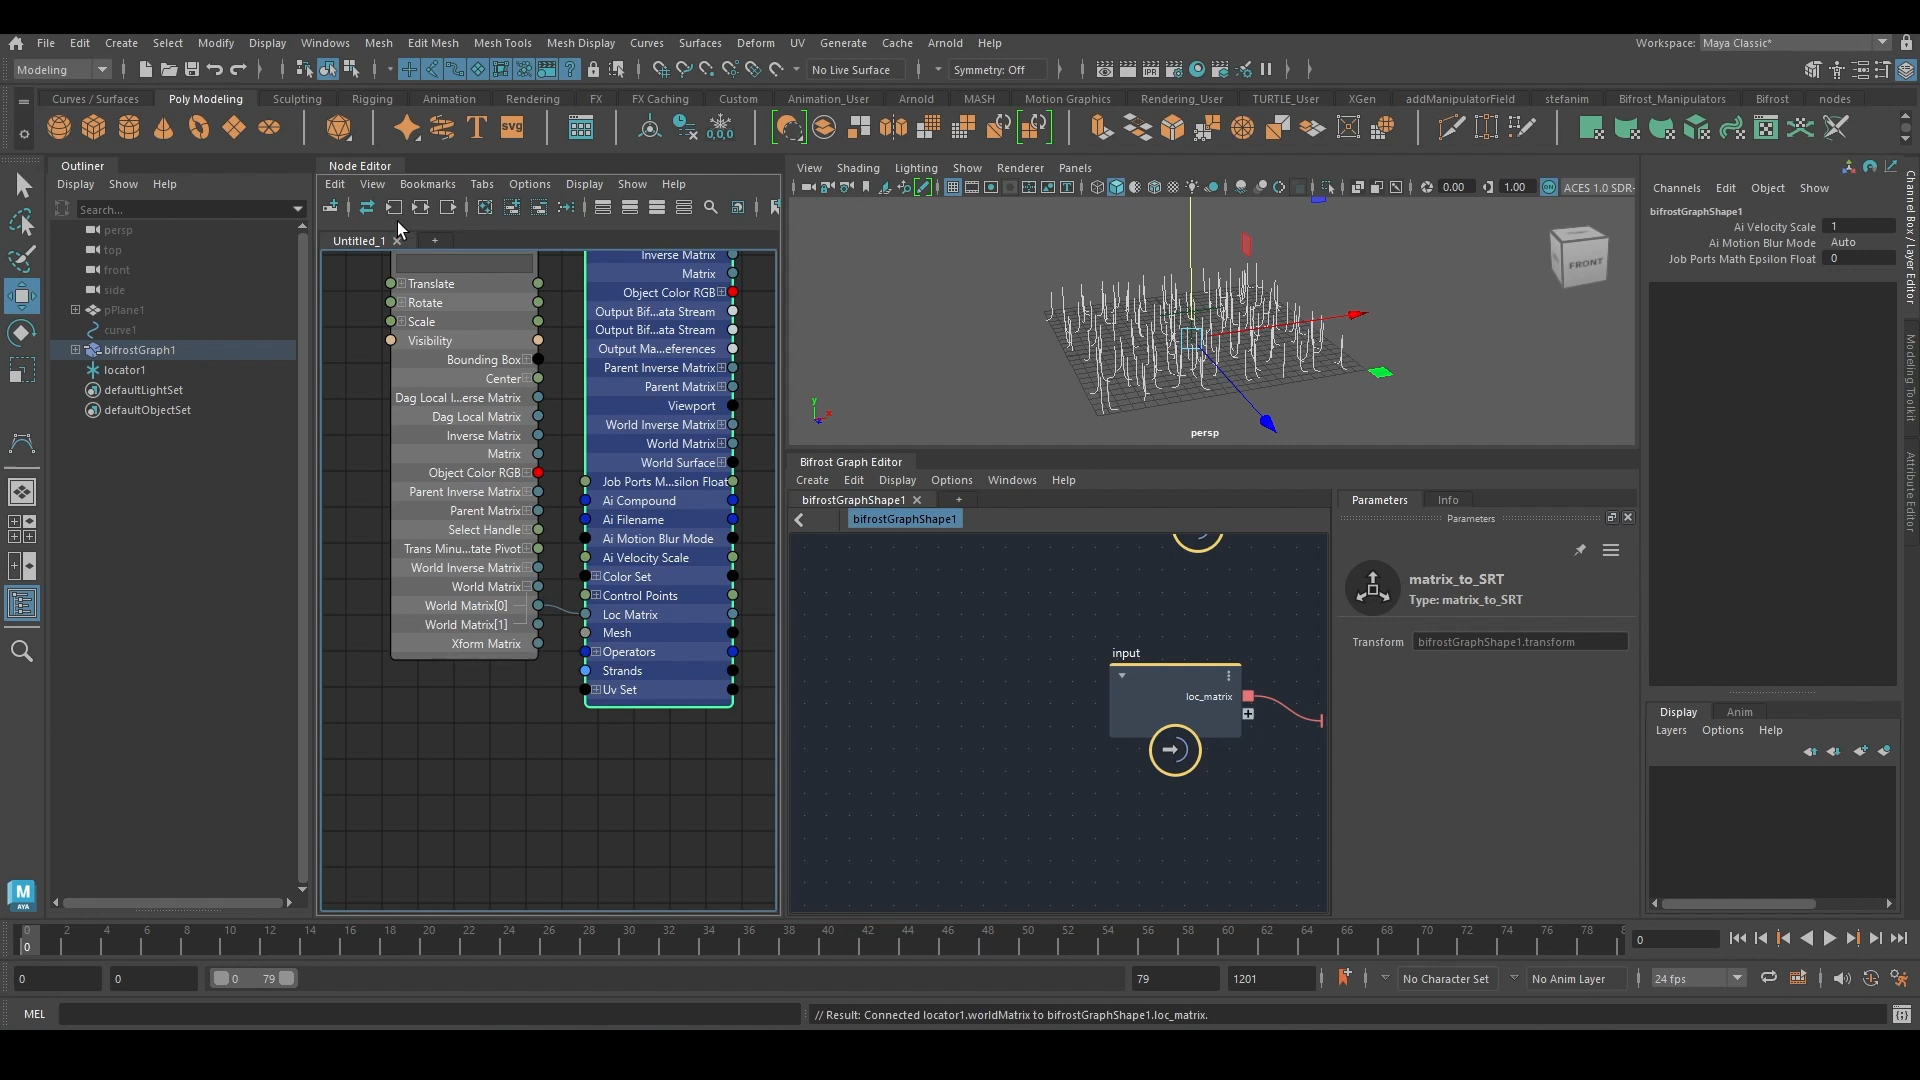 File Edit Create Select Modify Display Windows Mesh Edit Mesh Mesh Tools Mesh Display Curves Surfaces Deform UV Generate Cache Arnold Help Workspace: Maya Classic*
Modeling No Live Surface Symmetry: Off
Curves / Surfaces Poly Modeling Sculpting Rigging Animation Rendering FX FX Caching Custom Animation_User Arnold MASH Motion Graphics Rendering_User TURTLE_User XGen addManipulatorField stefanim Bifrost_Manipulators Bifrost nodes
SVG
0,0,0
Outliner
Display Show Help
Search...
persp
top
front
side
pPlane1
curve1
bifrostGraph1
locator1
defaultLightSet
defaultObjectSet
Node Editor
Edit View Bookmarks Tabs Options Display Show Help
Untitled_1
Translate
Rotate
Scale
Visibility
Bounding Box
Center
Dag Local I...erse Matrix
Dag Local Matrix
Inverse Matrix
Matrix
Object Color RGB
Parent Inverse Matrix
Parent Matrix
Select Handle
Trans Minu...tate Pivot
World Inverse Matrix
World Matrix
World Matrix[0]
World Matrix[1]
Xform Matrix
Inverse Matrix
Matrix
Object Color RGB
Output Bif...ata Stream
Output Bif...ata Stream
Output Ma...eferences
Parent Inverse Matrix
Parent Matrix
Viewport
World Inverse Matrix
World Matrix
World Surface
Job Ports M...silon Float
Ai Compound
Ai Filename
Ai Motion Blur Mode
Ai Velocity Scale
Color Set
Control Points
Loc Matrix
Mesh
Operators
Strands
Uv Set
View Shading Lighting Show Renderer Panels
0.00 1.00 ACES 1.0 SDR-
FRONT
y
x
persp
Bifrost Graph Editor
Create Edit Display Options Windows Help
bifrostGraphShape1
bifrostGraphShape1
input
loc_matrix
Parameters Info
Parameters
matrix_to_SRT
Type: matrix_to_SRT
Transform bifrostGraphShape1.transform
Channels Edit Object Show
bifrostGraphShape1
Ai Velocity Scale 1
Ai Motion Blur Mode Auto
Job Ports Math Epsilon Float 0
Display Anim
Layers Options Help
Channel Box / Layer Editor
Modeling Toolkit
Attribute Editor
M
AYA
0 2 4 6 8 10 12 14 16 18 20 22 24 26 28 30 32 34 36 38 40 42 44 46 48 50 52 54 56 58 60 62 64 66 68 70 72 74 76 78
0
0
0 0 0 79 79 1201 No Character Set No Anim Layer 24 fps
MEL // Result: Connected locator1.worldMatrix to bifrostGraphShape1.loc_matrix.